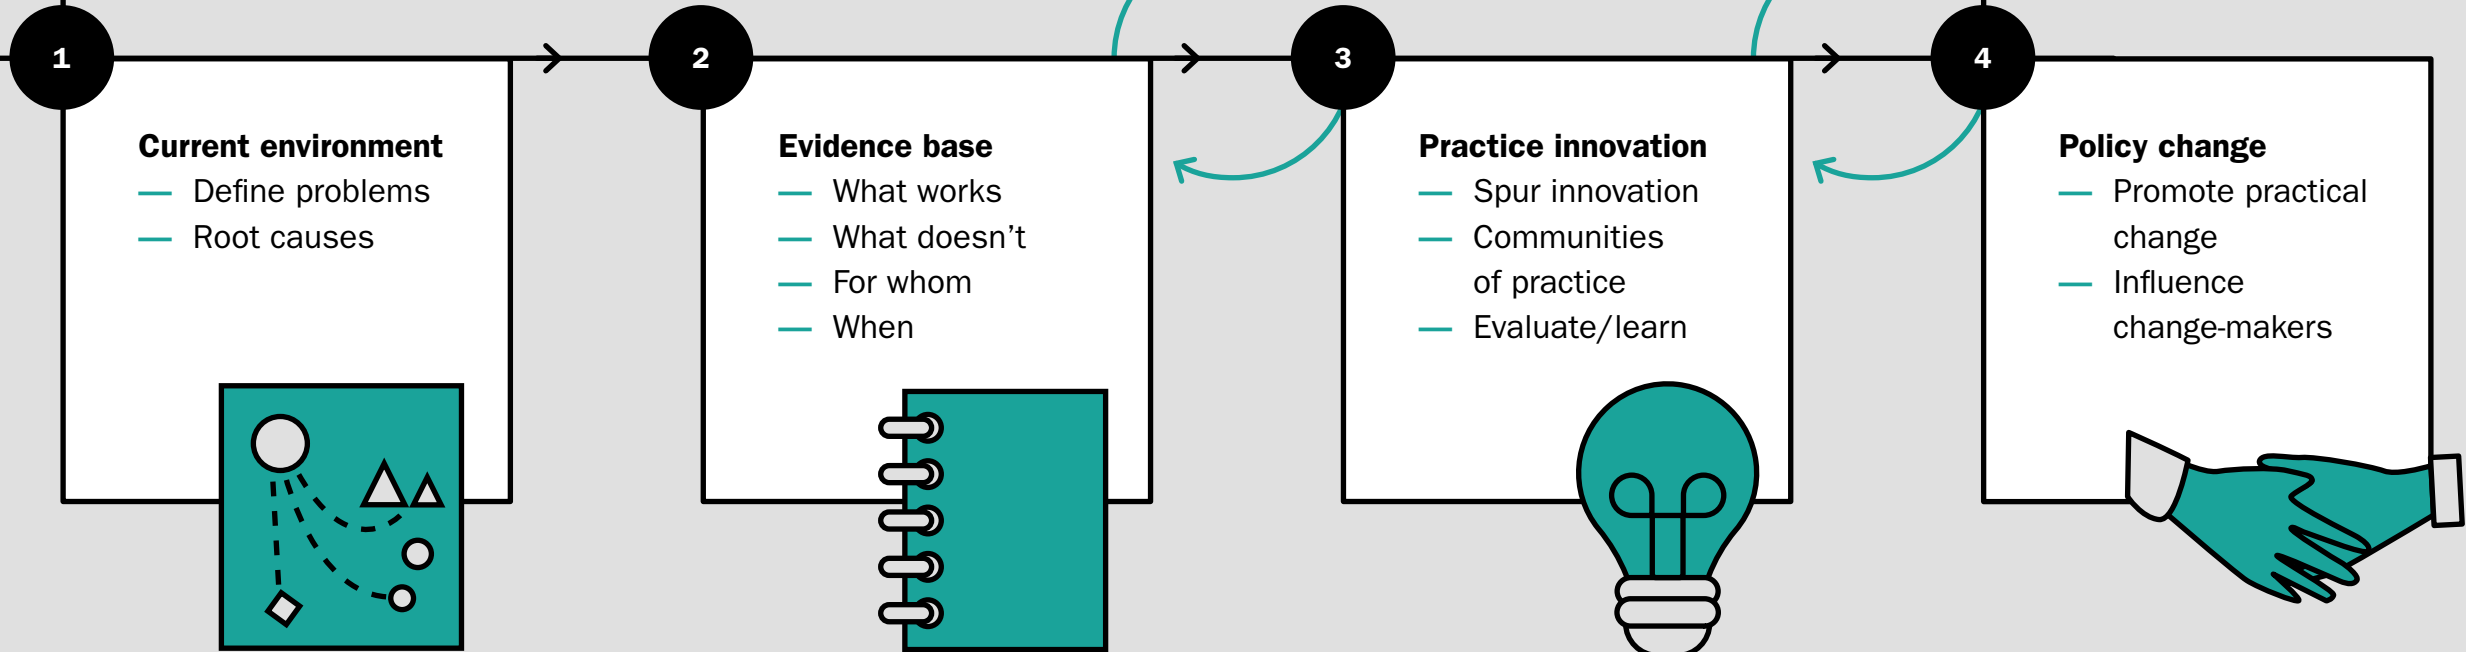 1
Current environment
— Define problems
— Root causes
2
Evidence base
— What works
— What doesn’t
— For whom
— When
3
Practice innovation
— Spur innovation
— Communities
of practice
— Evaluate/learn
4
Policy change
— Promote practical
change
— Influence
change-makers